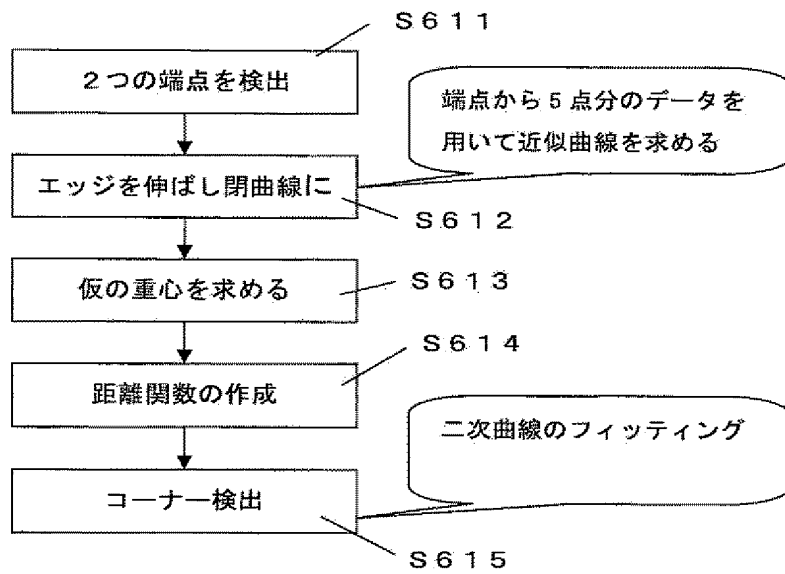 S611
2つの端点を検出
端点から5点分のデータを
用いて近似曲線を求める
エッジを伸ばし閉曲線に
S612
仮の重心を求める
S613
S614
距離関数の作成
二次曲線のフィッティング
コーナー検出
S615